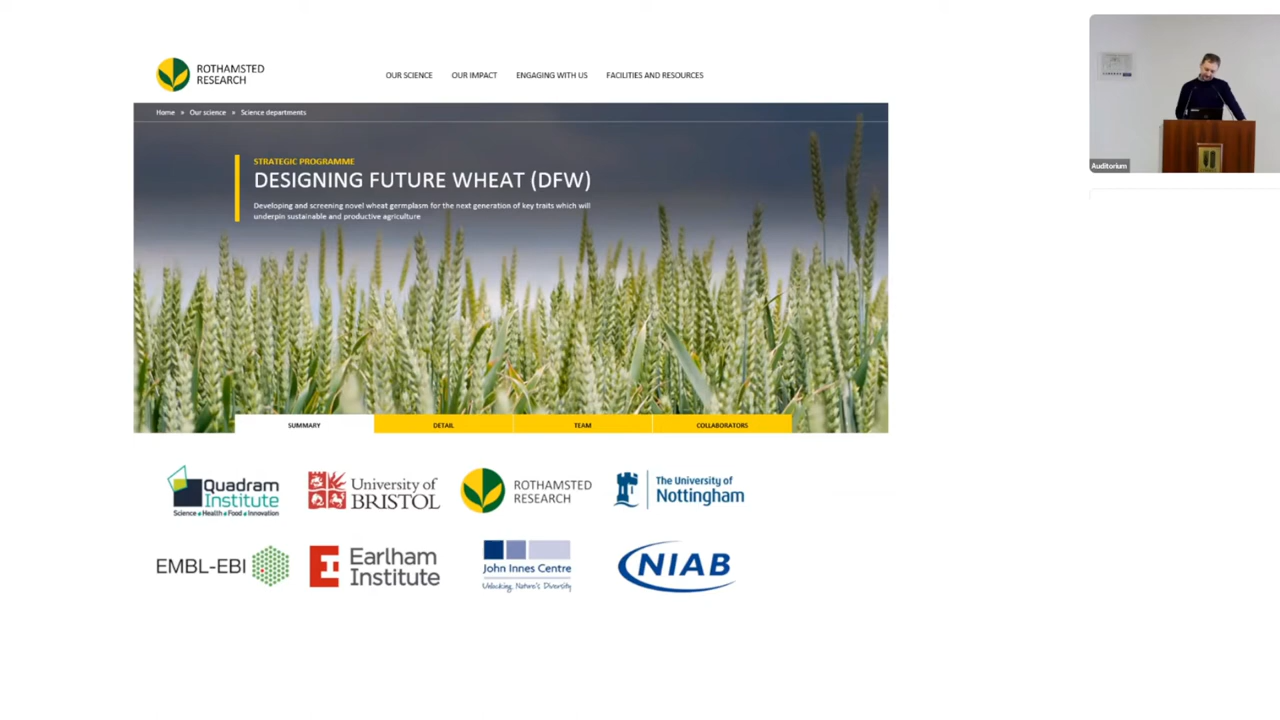 ROTHAMSTED
RESEARCH
OUR SCIENCE
OUR IMPACT
ENGAGING WITH US
FACILITIES AND RESOURCES
Home » Our science » Science departments
STRATEGIC PROGRAMME
DESIGNING FUTURE WHEAT (DFW)
Developing and screening novel wheat germplasm for the next generation of key traits which will
underpin sustainable and productive agriculture
SUMMARY
DETAIL
TEAM
COLLABORATORS
Quadram
Institute
Science Health Food Innovation
University of
BRISTOL
ROTHAMSTED
RESEARCH
The University of
Nottingham
EMBL-EBI
Earlham
Institute
John Innes Centre
Unlocking Nature's Diversity
NIAB
Auditorium